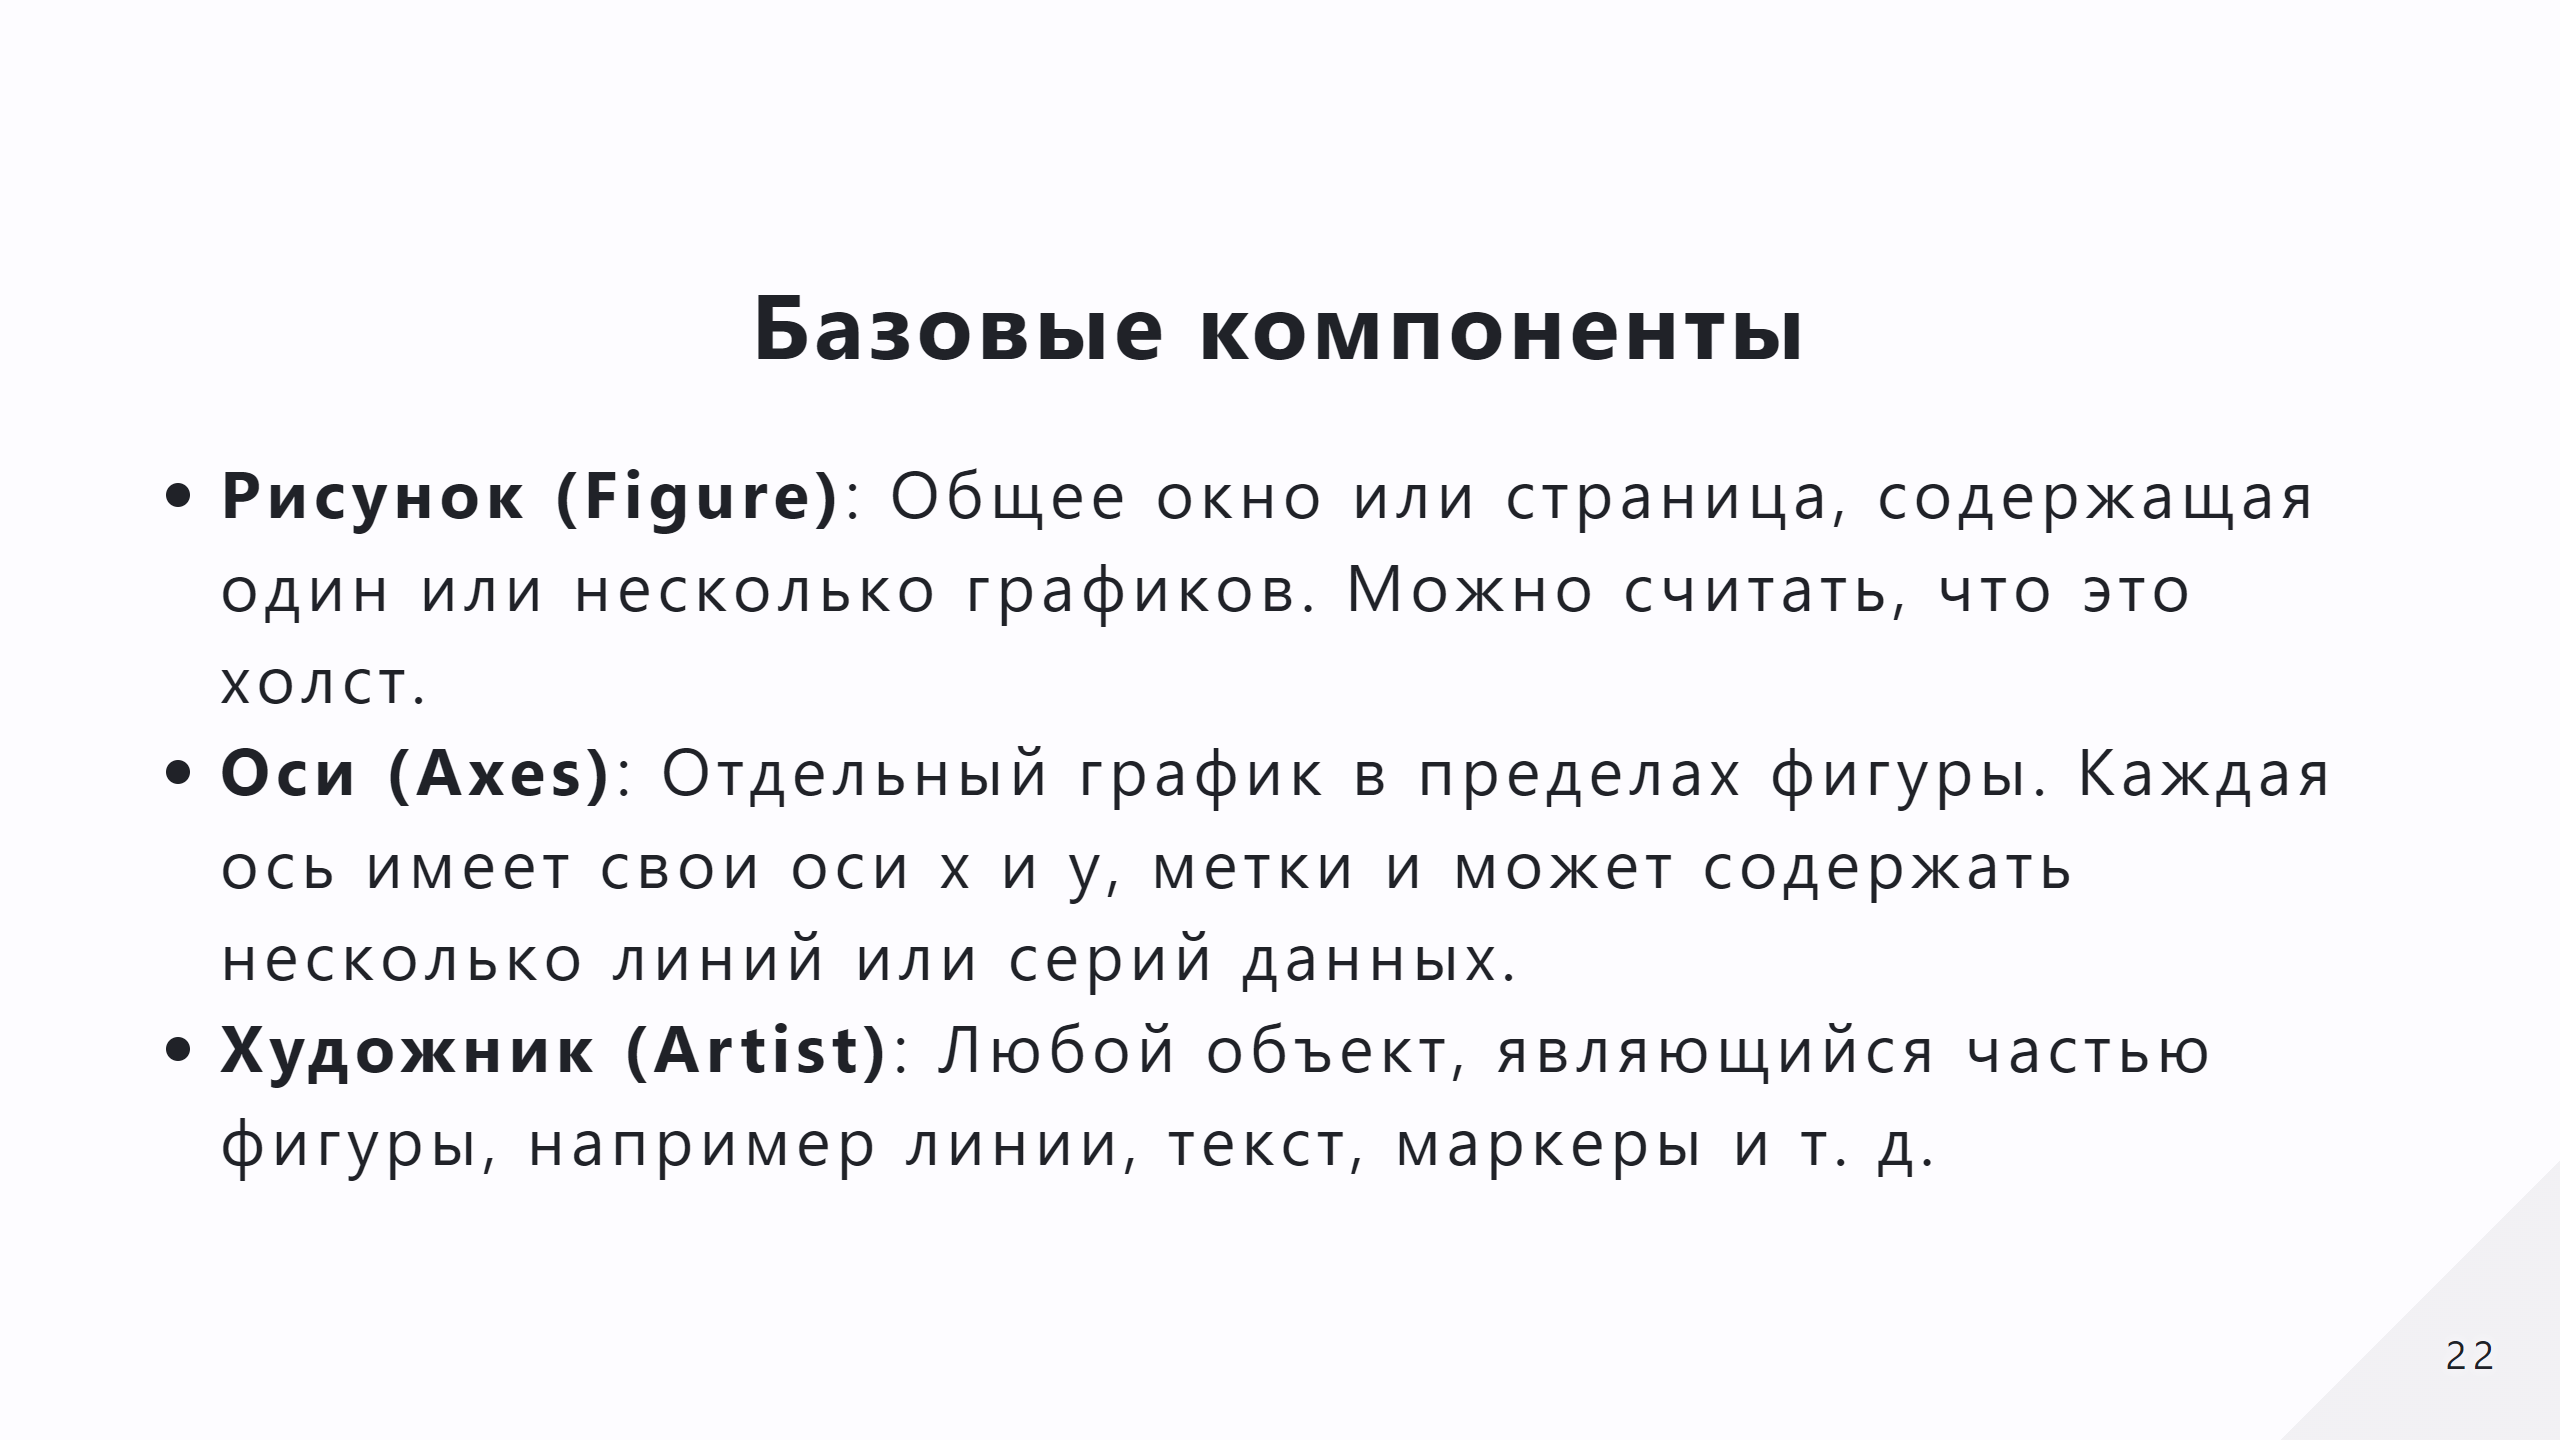 Базовые компоненты
• Рисунок (Figure): Общее окно или страница, содержащая
один или несколько графиков. Можно считать, что это
холст.
• Оси (Axes): Отдельный график в пределах фигуры. Каждая
ось имеет свои оси x и y, метки и может содержать
несколько линий или серий данных.
• Художник (Artist): Любой объект, являющийся частью
фигуры, например линии, текст, маркеры и т. д.
22